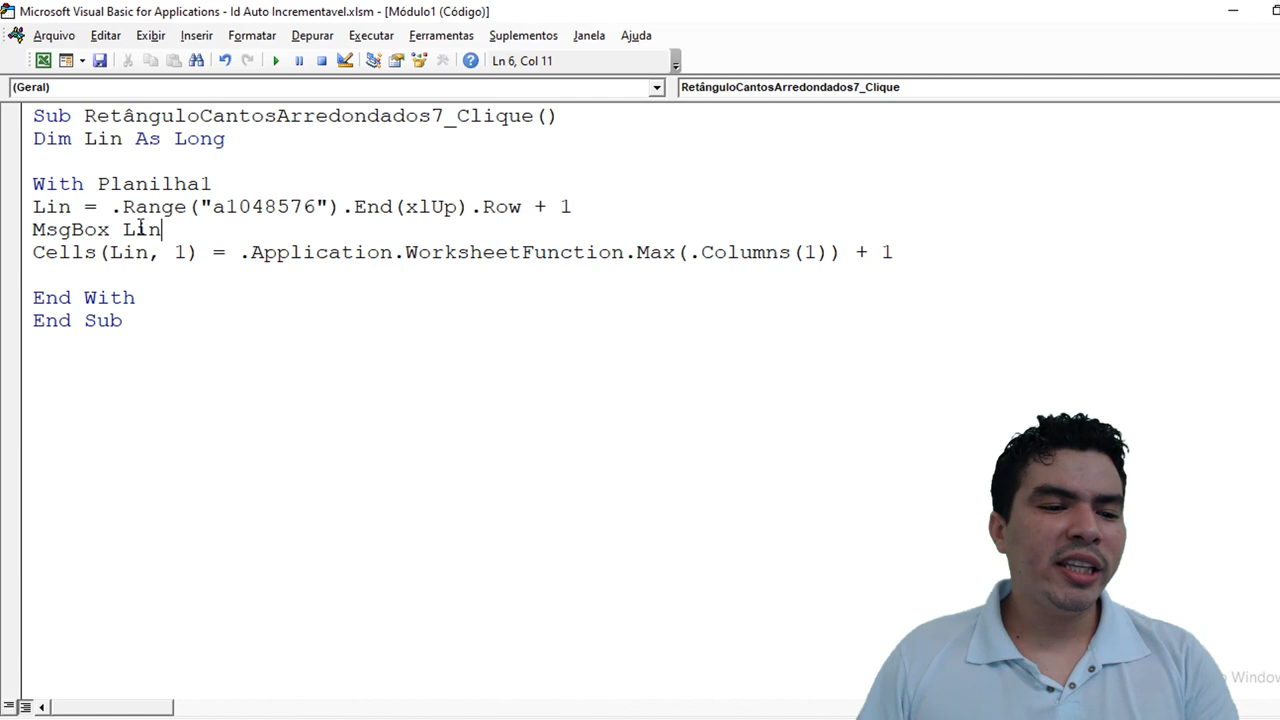 Microsoft Visual Basic for Applications - Id Auto Incrementavel.xlsm - [Módulo1 (Código)]
Arquivo Editar Exibir Inserir Formatar Depurar Executar Ferramentas Suplementos Janela Ajuda
Ln 6, Col 11
(Geral) RetânguloCantosArredondados7_Clique
Sub RetânguloCantosArredondados7_Clique()
Dim Lin As Long
With Planilha1
Lin = .Range("a1048576").End(xlUp).Row + 1
MsgBox Lin
Cells(Lin, 1) = .Application.WorksheetFunction.Max(.Columns(1)) + 1
End With
End Sub